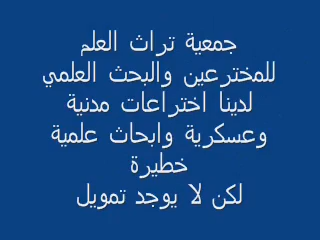 جمعية تراث العلم
للمخترعين والبحث العلمي
لدينا اختراعات مدنية
وعسكرية وابحاث علمية
خطيرة
لكن لا يوجد تمويل